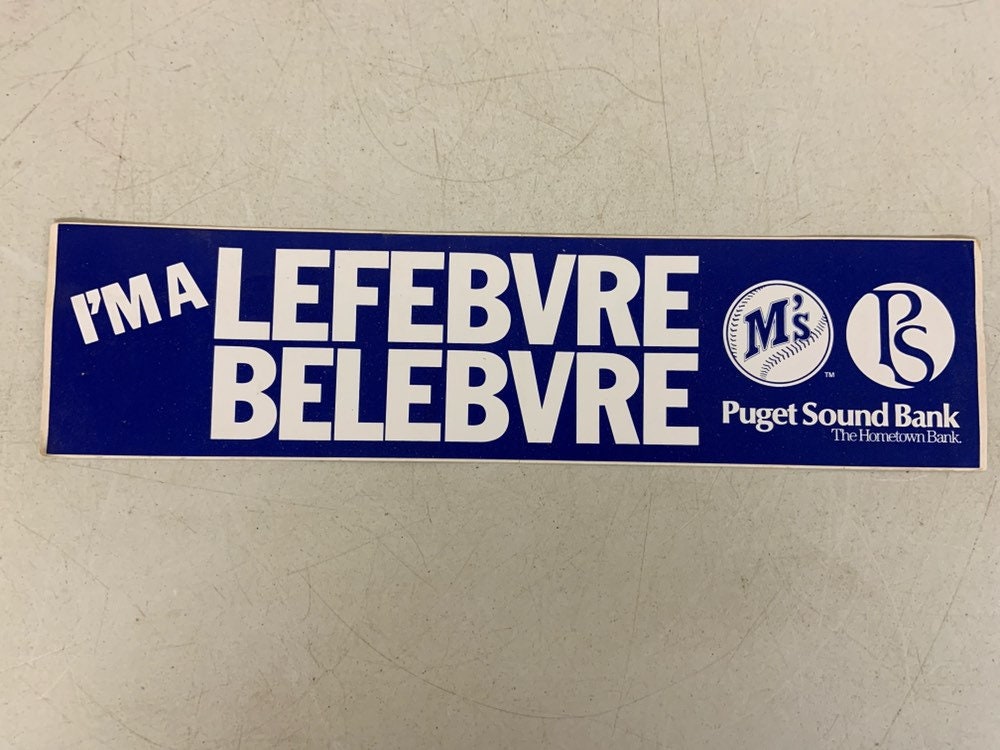 I'M A
LEFEBVRE
BELEBVRE
M's
TM
PS
Puget Sound Bank
The Hometown Bank.